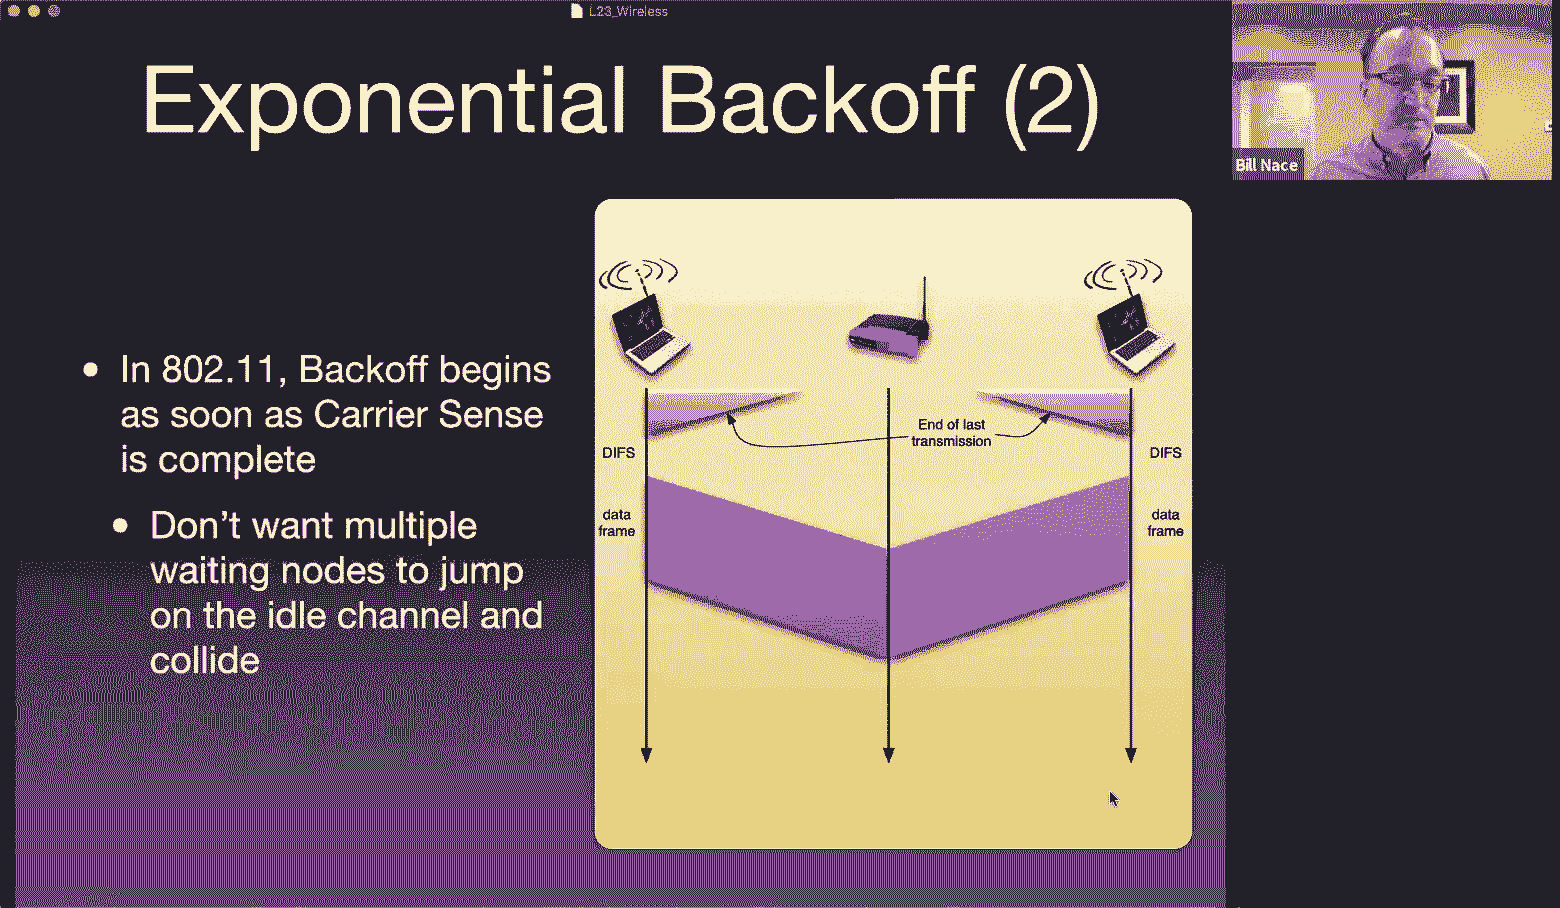 L23_Wireless
Exponential Backoff (2)
Bill Nace
• In 802.11, Backoff begins
as soon as Carrier Sense
is complete
• Don't want multiple
waiting nodes to jump
on the idle channel and
collide
End of last
transmission
DIFS
DIFS
data
frame
data
frame